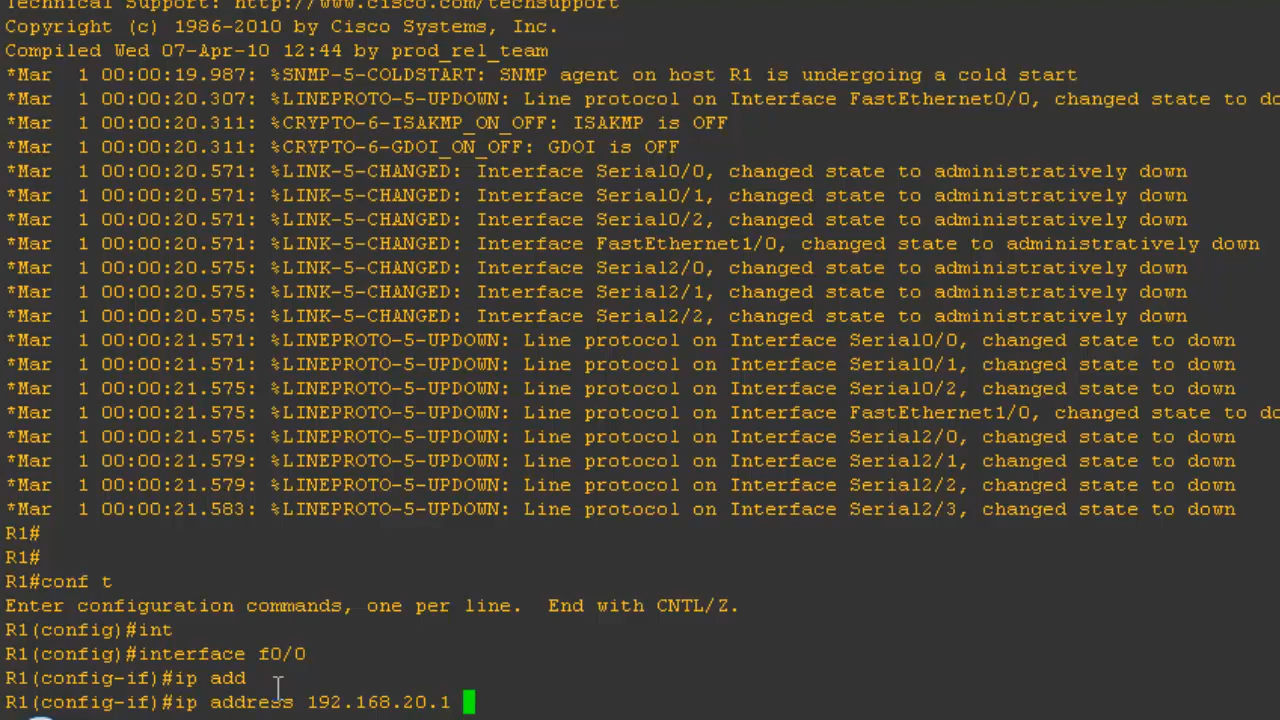 Technical Support: http://www.cisco.com/techsupport
Copyright (c) 1986-2010 by Cisco Systems, Inc.
Compiled Wed 07-Apr-10 12:44 by prod_rel_team
*Mar  1 00:00:19.987: %SNMP-5-COLDSTART: SNMP agent on host R1 is undergoing a cold start
*Mar  1 00:00:20.307: %LINEPROTO-5-UPDOWN: Line protocol on Interface FastEthernet0/0, changed state to do
*Mar  1 00:00:20.311: %CRYPTO-6-ISAKMP_ON_OFF: ISAKMP is OFF
*Mar  1 00:00:20.311: %CRYPTO-6-GDOI_ON_OFF: GDOI is OFF
*Mar  1 00:00:20.571: %LINK-5-CHANGED: Interface Serial0/0, changed state to administratively down
*Mar  1 00:00:20.571: %LINK-5-CHANGED: Interface Serial0/1, changed state to administratively down
*Mar  1 00:00:20.571: %LINK-5-CHANGED: Interface Serial0/2, changed state to administratively down
*Mar  1 00:00:20.571: %LINK-5-CHANGED: Interface FastEthernet1/0, changed state to administratively down
*Mar  1 00:00:20.575: %LINK-5-CHANGED: Interface Serial2/0, changed state to administratively down
*Mar  1 00:00:20.575: %LINK-5-CHANGED: Interface Serial2/1, changed state to administratively down
*Mar  1 00:00:20.575: %LINK-5-CHANGED: Interface Serial2/2, changed state to administratively down
*Mar  1 00:00:21.571: %LINEPROTO-5-UPDOWN: Line protocol on Interface Serial0/0, changed state to down
*Mar  1 00:00:21.571: %LINEPROTO-5-UPDOWN: Line protocol on Interface Serial0/1, changed state to down
*Mar  1 00:00:21.571: %LINEPROTO-5-UPDOWN: Line protocol on Interface Serial0/2, changed state to down
*Mar  1 00:00:21.575: %LINEPROTO-5-UPDOWN: Line protocol on Interface FastEthernet1/0, changed state to do
*Mar  1 00:00:21.575: %LINEPROTO-5-UPDOWN: Line protocol on Interface Serial2/0, changed state to down
*Mar  1 00:00:21.579: %LINEPROTO-5-UPDOWN: Line protocol on Interface Serial2/1, changed state to down
*Mar  1 00:00:21.579: %LINEPROTO-5-UPDOWN: Line protocol on Interface Serial2/2, changed state to down
*Mar  1 00:00:21.583: %LINEPROTO-5-UPDOWN: Line protocol on Interface Serial2/3, changed state to down
R1#
R1#
R1#conf t
Enter configuration commands, one per line.  End with CNTL/Z.
R1(config)#int
R1(config)#interface f0/0
R1(config-if)#ip add
R1(config-if)#ip address 192.168.20.1